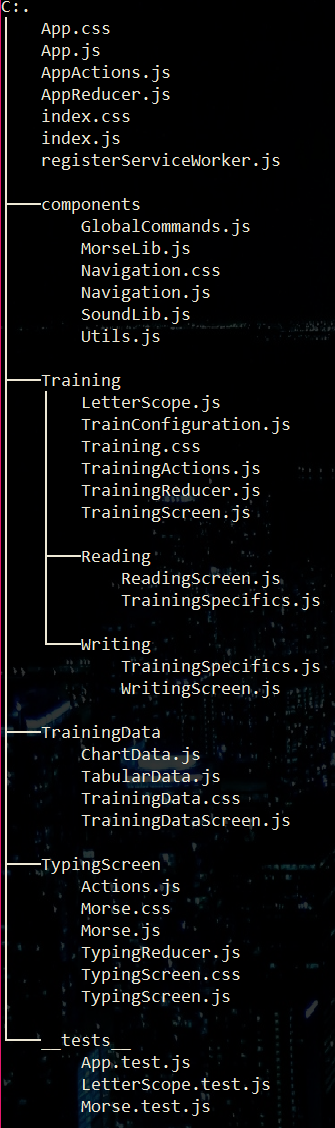 C:.
App.css
App.js
AppActions.js
AppReducer.js
index.css
index.js
registerServiceWorker.js
components
GlobalCommands.js
MorseLib.js
Navigation.css
Navigation.js
SoundLib.js
Utils.js
Training
LetterScope.js
TrainConfiguration.js
Training.css
TrainingActions.js
TrainingReducer.js
TrainingScreen.js
Reading
ReadingScreen.js
TrainingSpecifics.js
Writing
TrainingSpecifics.js
WritingScreen.js
TrainingData
ChartData.js
TabularData.js
TrainingData.css
TrainingDataScreen.js
TypingScreen
Actions.js
Morse.css
Morse.js
TypingReducer.js
TypingScreen.css
TypingScreen.js
__tests__
App.test.js
LetterScope.test.js
Morse.test.js